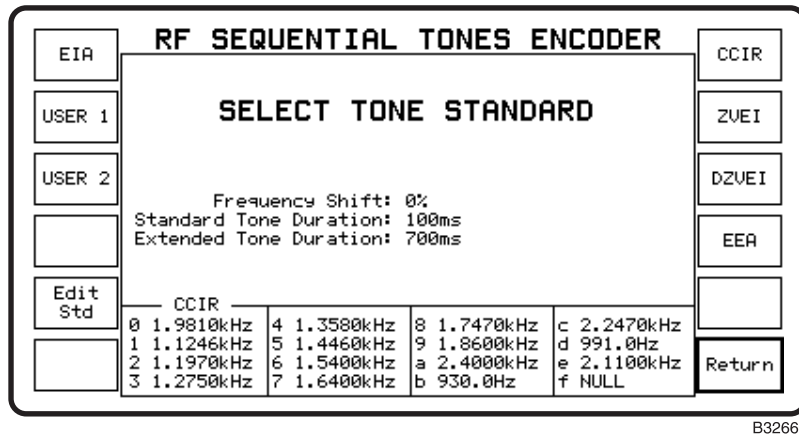 RF SEQUENTIAL TONES ENCODER
EIA
USER 1
USER 2
Edit
Std
SELECT TONE STANDARD
Frequency Shift: 0%
Standard Tone Duration: 100ms
Extended Tone Duration: 700ms
CCIR
0 1.9810kHz 4 1.3580kHz 8 1.7470kHz c 2.2470kHz
1 1.1246kHz 5 1.4460kHz 9 1.8600kHz d 991.0Hz
2 1.1970kHz 6 1.5400kHz a 2.4000kHz e 2.1100kHz
3 1.2750kHz 7 1.6400kHz b 930.0Hz f NULL
CCIR
ZVEI
DZVEI
EEA
Return
B3266